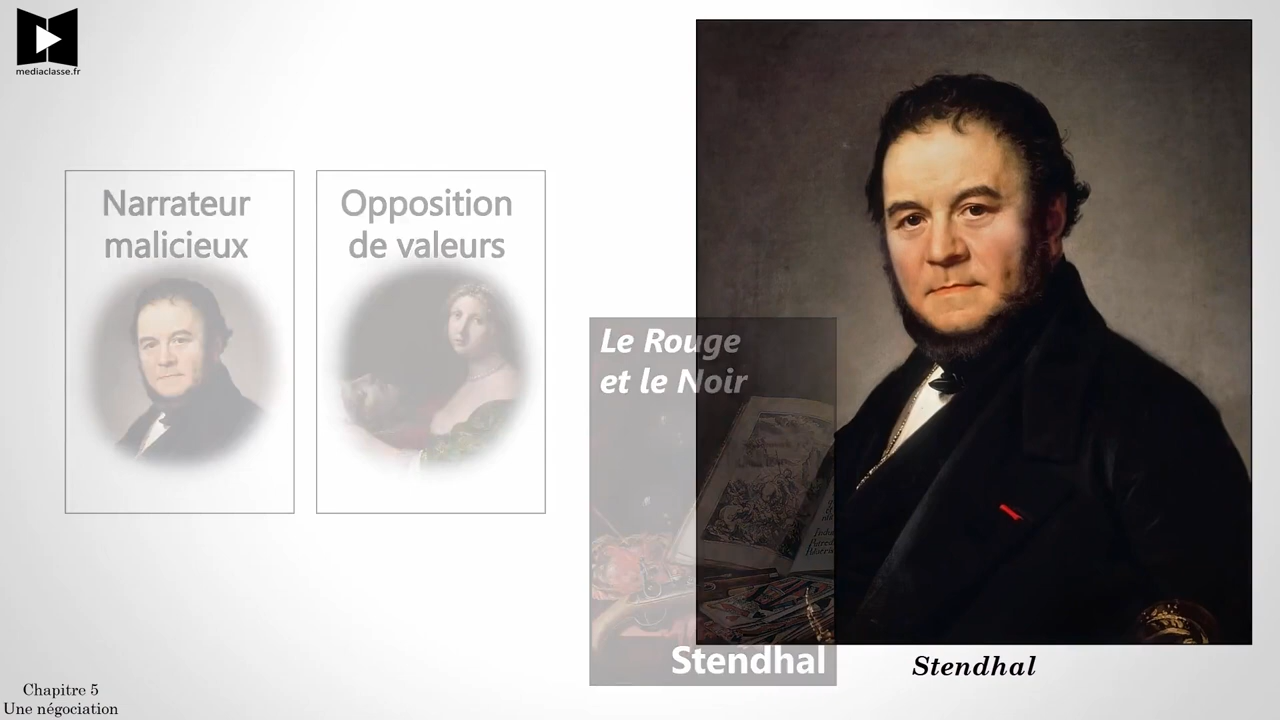 mediaclasse.fr
Narrateur
malicieux
Opposition
de valeurs
Le Rouge
et le Noir
Stendhal
Stendhal
Chapitre 5
Une négociation